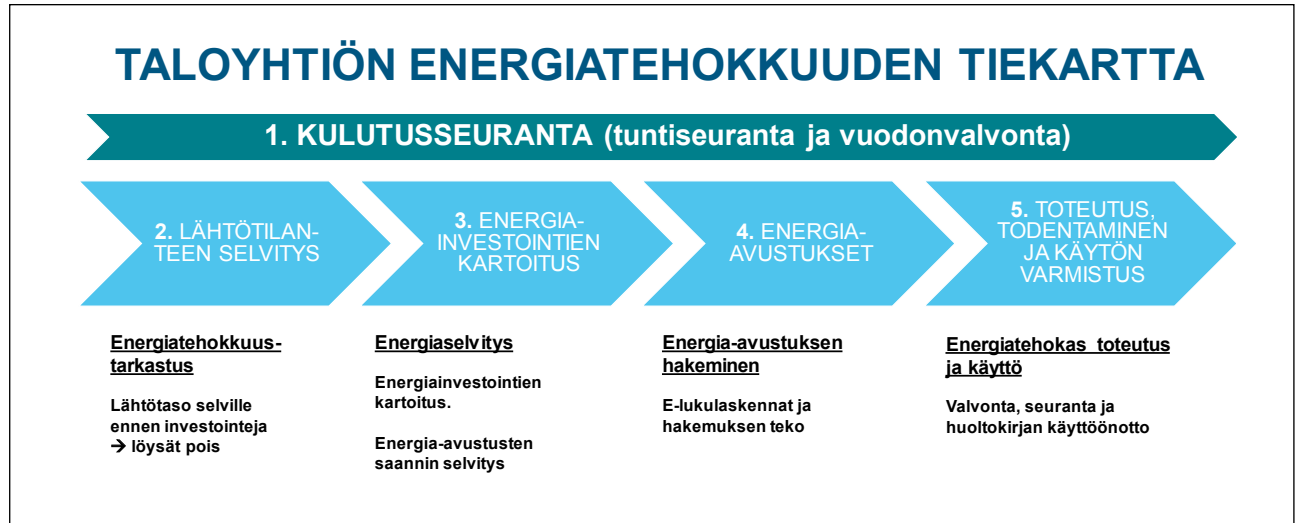 TALOYHTIÖN ENERGIATEHOKKUUDEN TIEKARTTA
1. KULUTUSSEURANTA (tuntiseuranta ja vuodonvalvonta)
2. LÄHTÖTILAN-
TEEN SELVITYS
3. ENERGIA-
INVESTOINTIEN
KARTOITUS
4. ENERGIA-
AVUSTUKSET
5. TOTEUTUS,
TODENTAMINEN
JA KÄYTÖN
VARMISTUS
Energiatehokkuus-
tarkastus
Lähtötaso selville
ennen investointeja
→ löysät pois
Energiaselvitys
Energiainvestointien
kartoitus.
Energia-avustusten
saannin selvitys
Energia-avustuksen
hakeminen
E-lukulaskennat ja
hakemuksen teko
Energiatehokas toteutus
ja käyttö
Valvonta, seuranta ja
huoltokirjan käyttöönotto